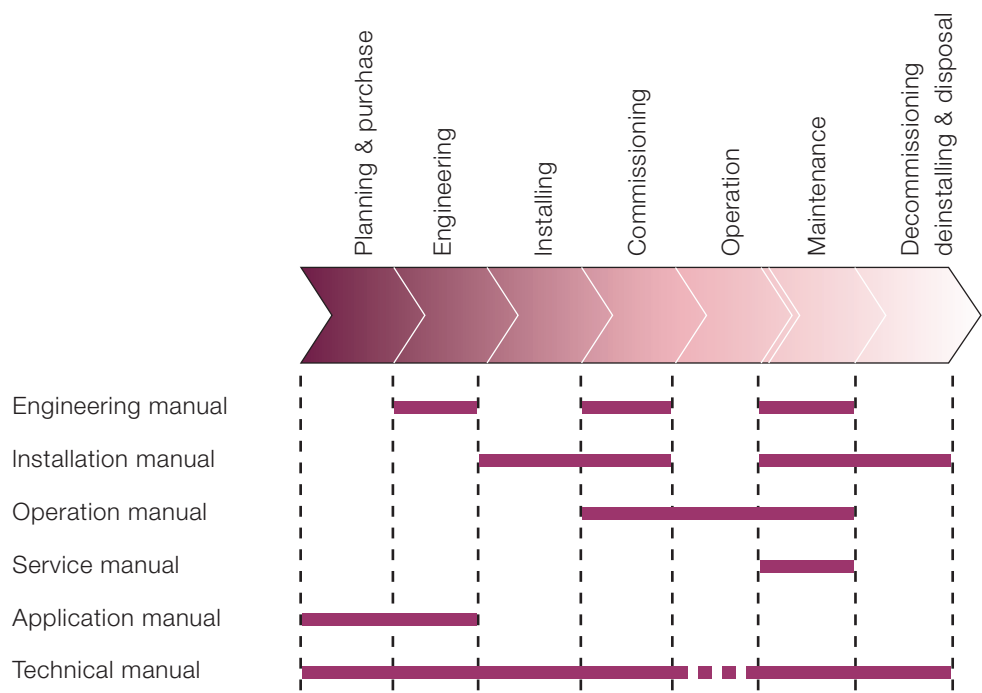 Planning & purchase
Engineering
Installing
Commissioning
Operation
Maintenance
Decommissioning
deinstalling & disposal
Engineering manual
Installation manual
Operation manual
Service manual
Application manual
Technical manual